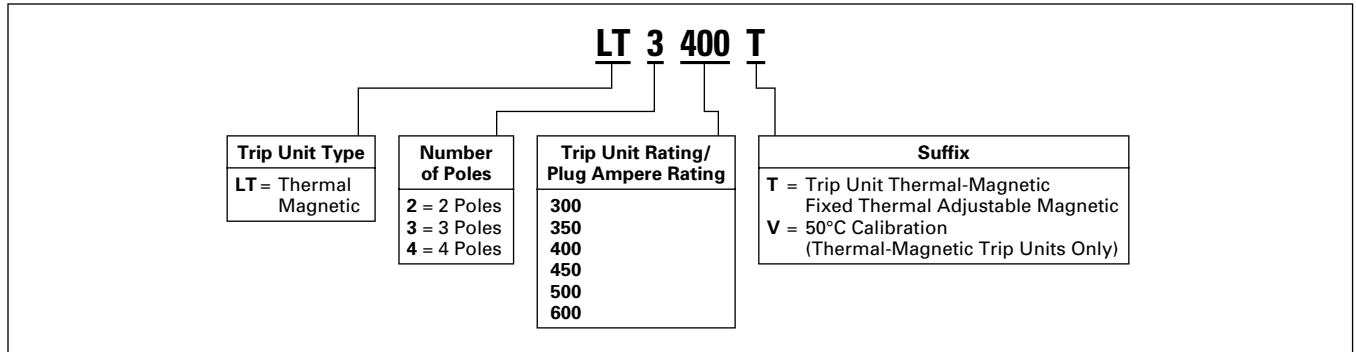 LT 3 400 T
Trip Unit Type
LT = Thermal
Magnetic
Number
of Poles
2 = 2 Poles
3 = 3 Poles
4 = 4 Poles
Trip Unit Rating/
Plug Ampere Rating
300
350
400
450
500
600
Suffix
T = Trip Unit Thermal-Magnetic
Fixed Thermal Adjustable Magnetic
V = 50°C Calibration
(Thermal-Magnetic Trip Units Only)